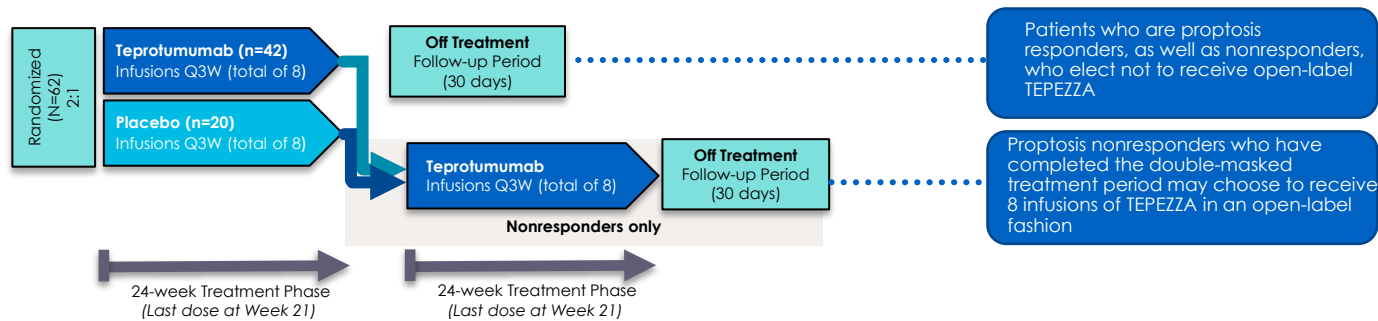 Randomized
(N=62)
2:1
Teprotumumab (n=42)
Infusions Q3W (total of 8)
Placebo (n=20)
Infusions Q3W (total of 8)
Off Treatment
Follow-up Period
(30 days)
Patients who are proptosis
responders, as well as nonresponders,
who elect not to receive open-label
TEPEZZA
Teprotumumab
Infusions Q3W (total of 8)
Off Treatment
Follow-up Period
(30 days)
Proptosis nonresponders who have
completed the double-masked
treatment period may choose to receive
8 infusions of TEPEZZA in an open-label
fashion
Nonresponders only
24-week Treatment Phase
(Last dose at Week 21)
24-week Treatment Phase
(Last dose at Week 21)